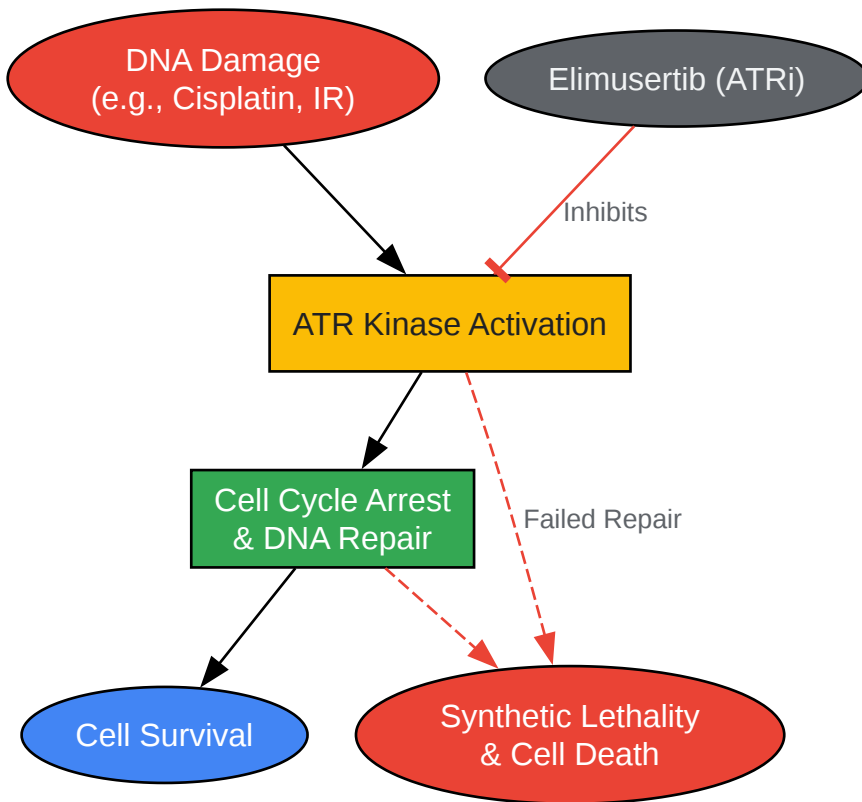 DNA Damage
(e.g., Cisplatin, IR)
Elimusertib (ATRi)
Inhibits
ATR Kinase Activation
Cell Cycle Arrest
& DNA Repair
Failed Repair
Cell Survival
Synthetic Lethality
& Cell Death